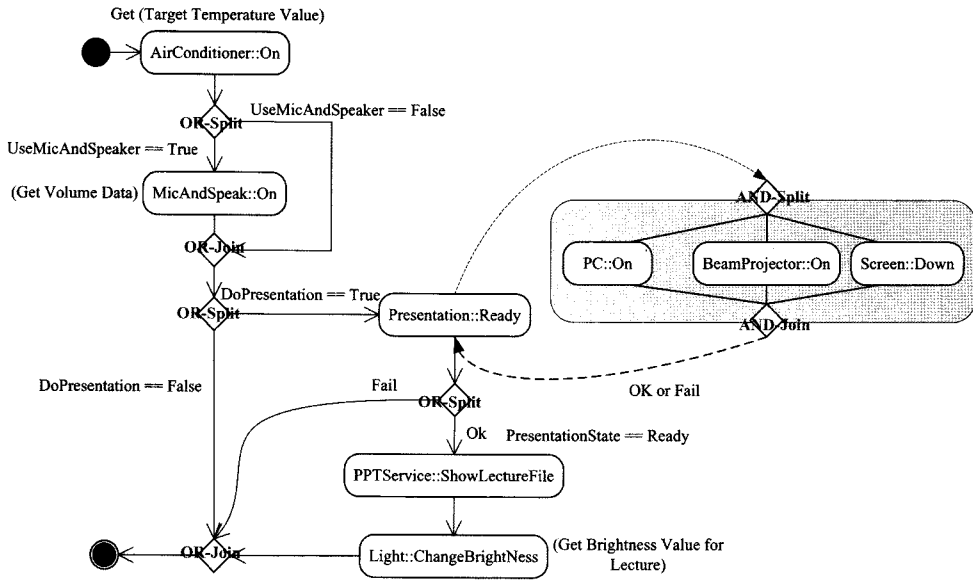 Get (Target Temperature Value)
AirConditioner::On
OR-Split
UseMicAndSpeaker == False
UseMicAndSpeaker == True
(Get Volume Data)
MicAndSpeak::On
OR-Join
DoPresentation == True
OR-Split
Presentation::Ready
AND-Split
PC::On
BeamProjector::On
Screen::Down
AND-Join
OK or Fail
DoPresentation == False
Fail
OR-Split
Ok
PresentationState == Ready
PPTService::ShowLectureFile
OR-Join
Light::ChangeBrightNess
(Get Brightness Value for
Lecture)